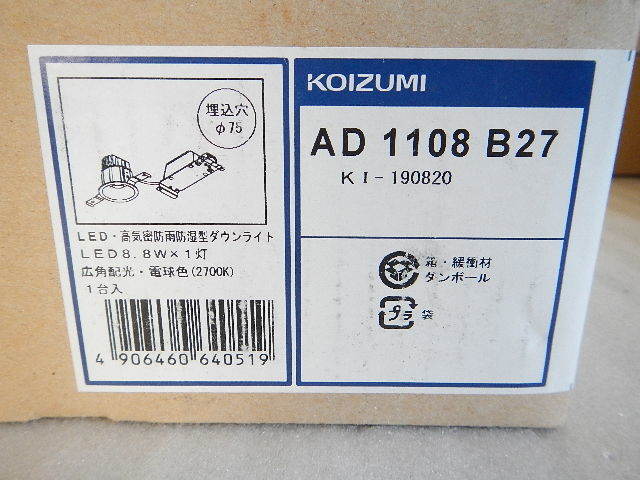 埋込穴
φ75
LED・高気密防雨防湿型ダウンライト
LED8.8W×1灯
広角配光・電球色(2700K)
1台入
4 906460 640519
KOIZUMI
AD 1108 B27
KI-190820
箱・緩衝材
ダンボール
プラ 袋